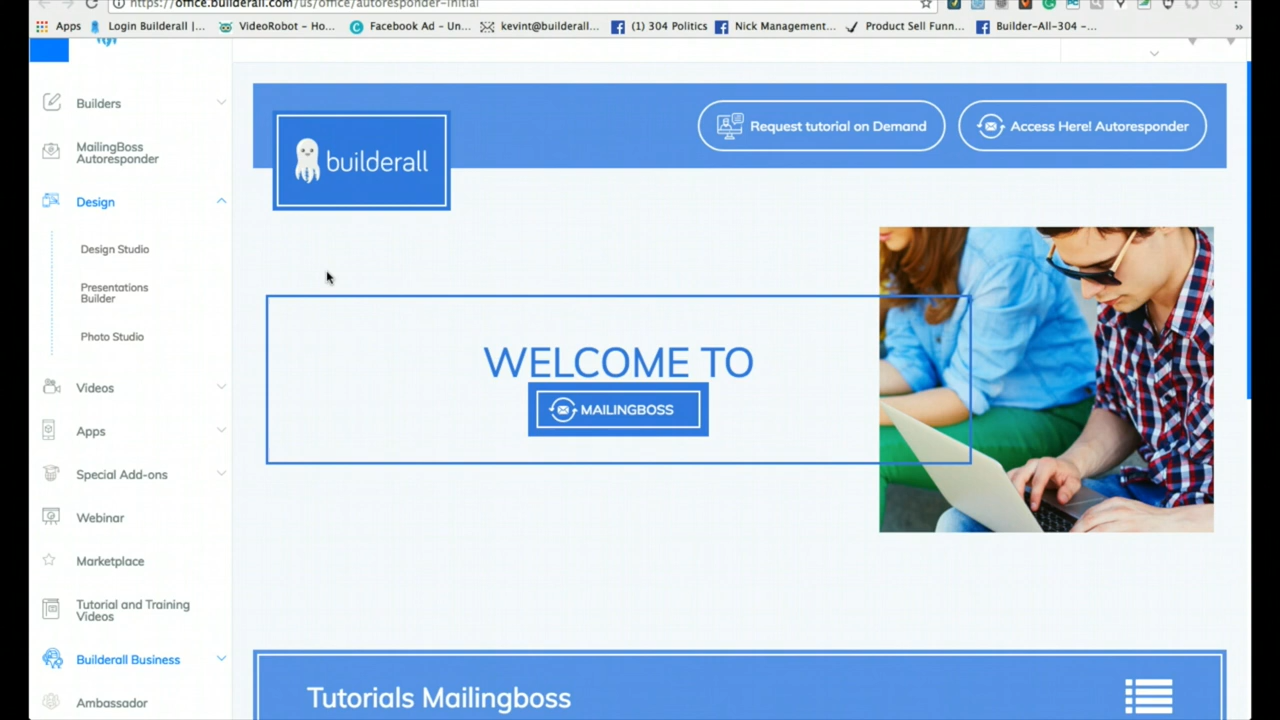 https://office.builderall.com/us/office/autoresponder-initial
Apps
Login Builderall |...
VideoRobot - Ho...
Facebook Ad - Un...
kevint@builderall...
(1) 304 Politics
Nick Management...
Product Sell Funn...
Builder-All-304 –...
»
Builders
MailingBoss
Autoresponder
Design
Design Studio
Presentations
Builder
Photo Studio
Videos
Apps
Special Add-ons
Webinar
Marketplace
Tutorial and Training
Videos
Builderall Business
Ambassador
builderall
Request tutorial on Demand
Access Here! Autoresponder
WELCOME TO
MAILINGBOSS
Tutorials Mailingboss